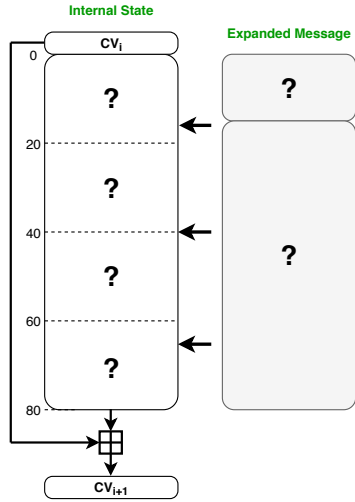 Internal State
CVi
Expanded Message
0
?
?
20
?
?
40
?
60
?
80
CVi+1